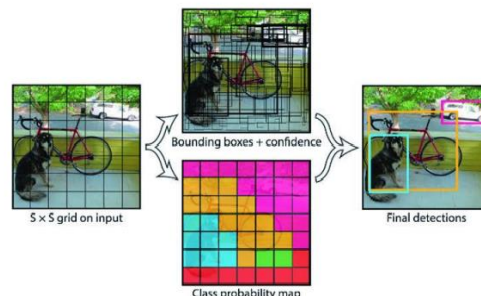 Bounding boxes + confidence
S × S grid on input
Final detections
Class probability map